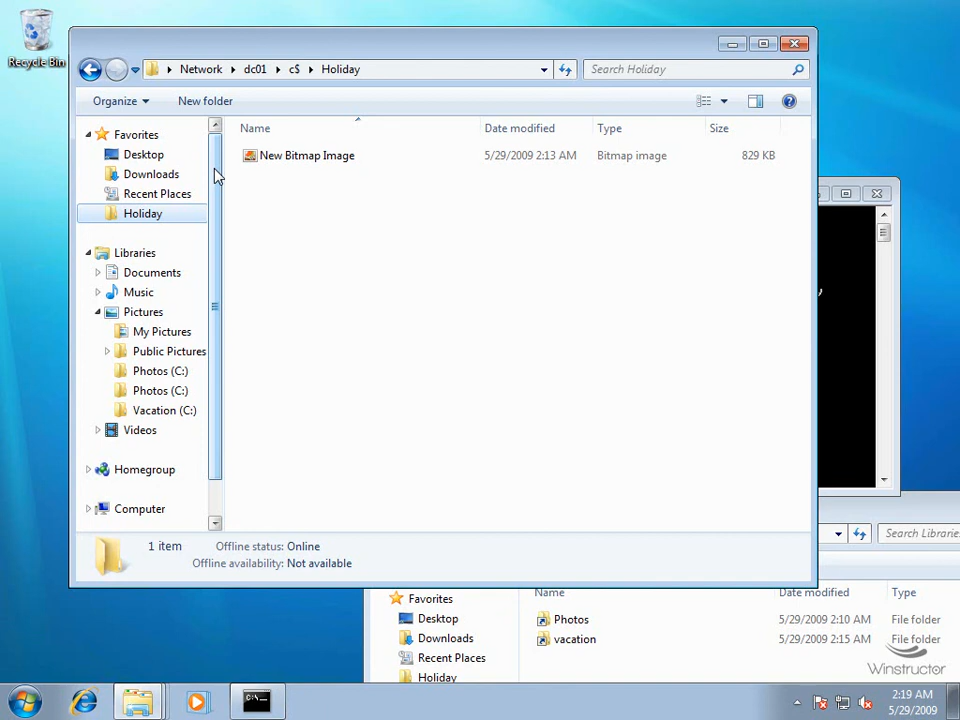 Recycle Bin
Network dc01 c$ Holiday
Search Holiday
Organize New folder
Name Date modified Type Size
New Bitmap Image 5/29/2009 2:13 AM Bitmap image 829 KB
Favorites
Desktop
Downloads
Recent Places
Holiday
Libraries
Documents
Music
Pictures
My Pictures
Public Pictures
Photos (C:)
Photos (C:)
Vacation (C:)
Videos
Homegroup
Computer
1 item Offline status: Online
Offline availability: Not available
Search Librarie
Name Date modified Type
Favorites
Desktop
Downloads
Recent Places
Holiday
Photos 5/29/2009 2:10 AM File folder
vacation 5/29/2009 2:15 AM File folder
Winstructor
2:19 AM
5/29/2009